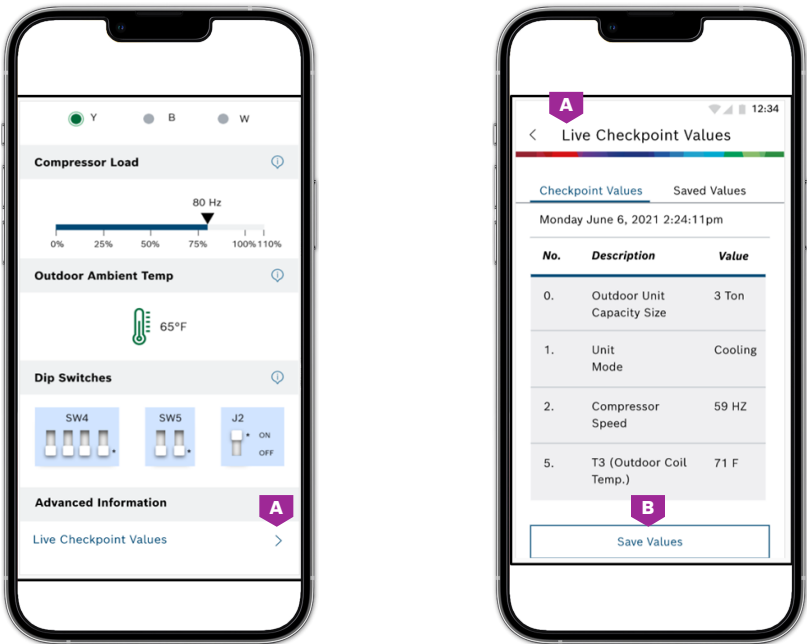 Y B W
Compressor Load
80 Hz
0% 25% 50% 75% 100% 110%
Outdoor Ambient Temp
65°F
Dip Switches
SW4 SW5 J2
ON
OFF
Advanced Information
A
Live Checkpoint Values
A
12:34
Live Checkpoint Values
Checkpoint Values Saved Values
Monday June 6, 2021 2:24:11pm
No. Description Value
0. Outdoor Unit 3 Ton
Capacity Size
1. Unit Cooling
Mode
2. Compressor 59 HZ
Speed
5. T3 (Outdoor Coil 71 F
Temp.)
B
Save Values